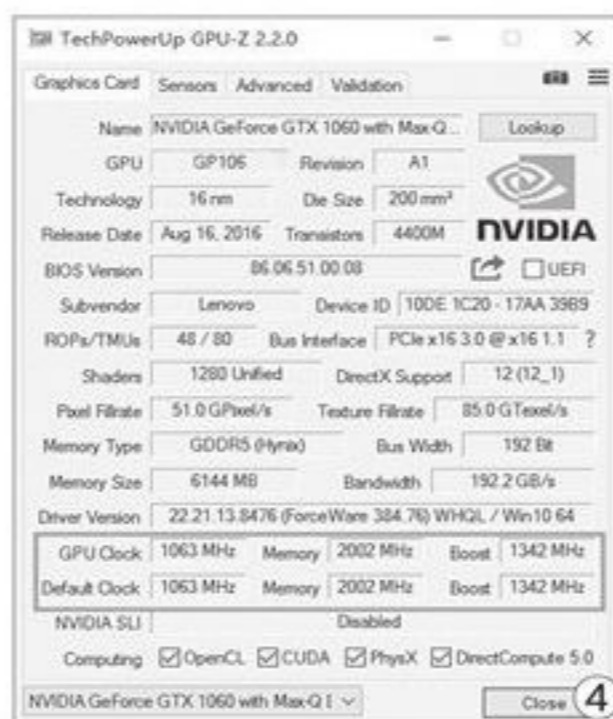 TechPowerUp GPU-Z 2.2.0
Graphics Card Sensors Advanced Validation
Name NVIDIA GeForce GTX 1060 with Max-Q... Lookup
GPU GP106 Revision A1
Technology 16 nm Die Size 200 mm²
Release Date Aug 16, 2016 Transistors 4400M
NVIDIA
BIOS Version 86.06.51.00.08 UEFI
Subvendor Lenovo Device ID 10DE 1C20 - 17AA 39B9
ROPs/TMUs 48 / 80 Bus Interface PCIe x16 3.0 @ x16 1.1 ?
Shaders 1280 Unified DirectX Support 12 (12_1)
Pixel Fillrate 51.0 GPixel/s Texture Fillrate 85.0 GTexel/s
Memory Type GDDR5 (Hynix) Bus Width 192 Bit
Memory Size 6144 MB Bandwidth 192.2 GB/s
Driver Version 22.21.13.8476 (ForceWare 384.76) WHQL / Win10 64
GPU Clock 1063 MHz Memory 2002 MHz Boost 1342 MHz
Default Clock 1063 MHz Memory 2002 MHz Boost 1342 MHz
NVIDIA SLI Disabled
Computing OpenCL CUDA PhysX DirectCompute 5.0
NVIDIA GeForce GTX 1060 with Max-Q Close 4